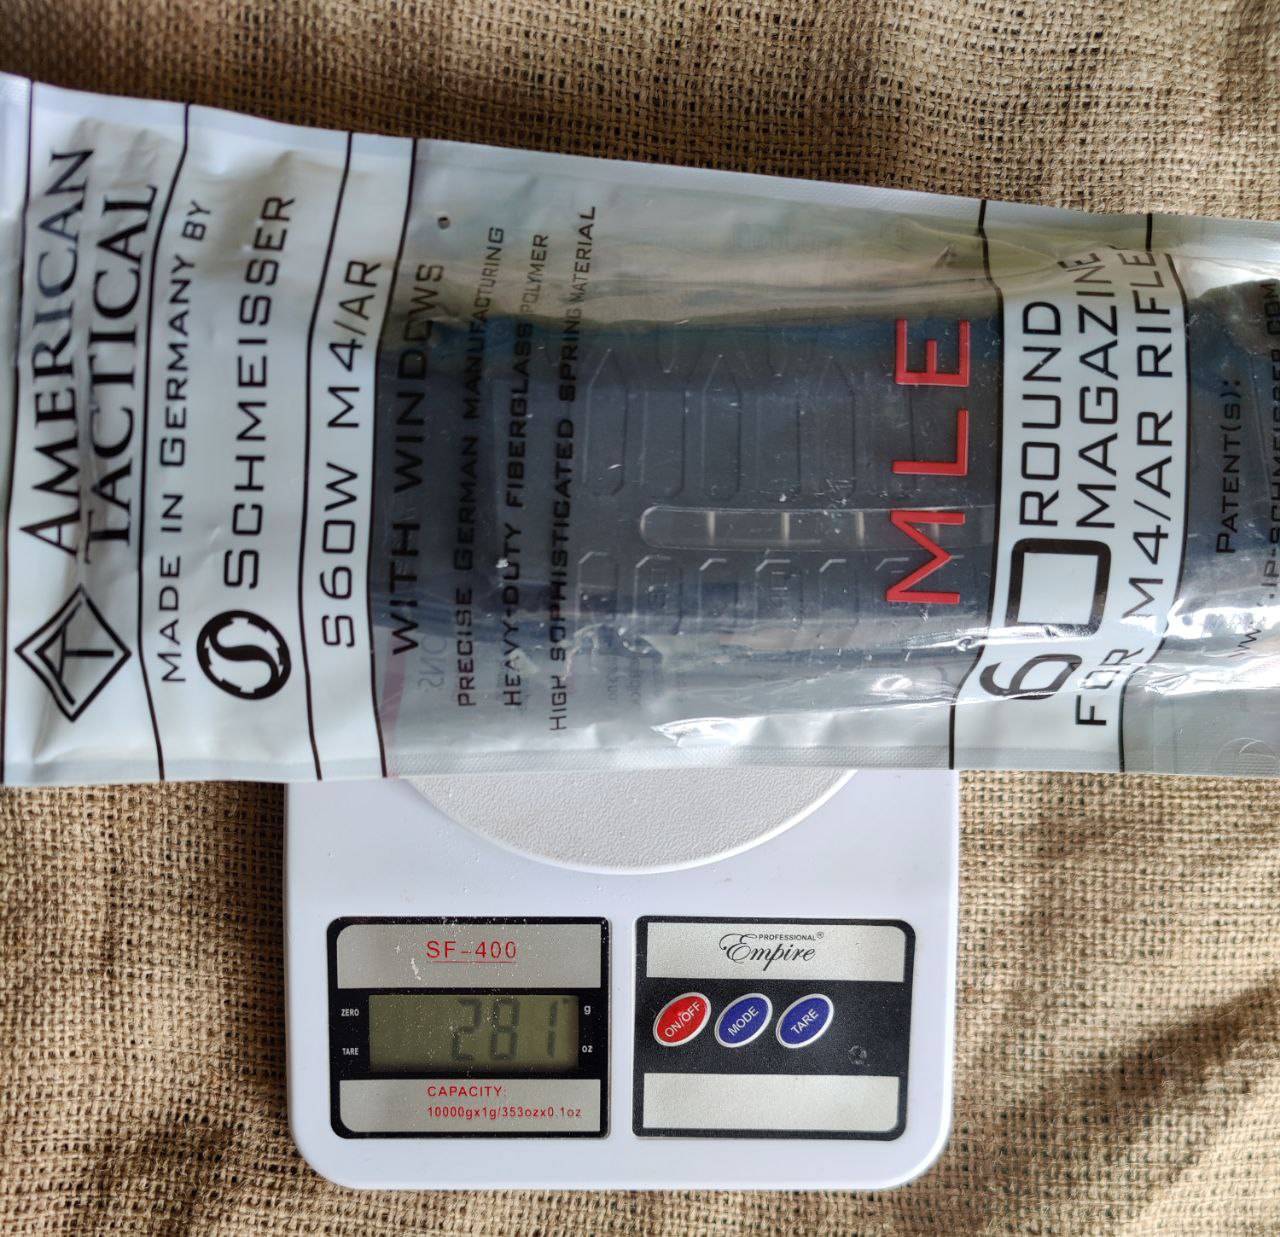 AMERICAN
TACTICAL
MADE IN GERMANY BY
SCHMEISSER
S60W M4/AR
WITH WINDOWS
PRECISE GERMAN MANUFACTURING
HEAVY-DUTY FIBERGLASS POLYMER
HIGH SOPHISTICATED SPRING MATERIAL
MLE
60 ROUND
MAGAZINE
FOR M4/AR RIFLE
PATENT(S):
SF-400
ZERO
TARE
281
g
oz
CAPACITY:
10000gx1g/353ozx0.1oz
PROFESSIONAL®
Empire
ON/OFF
MODE
TARE